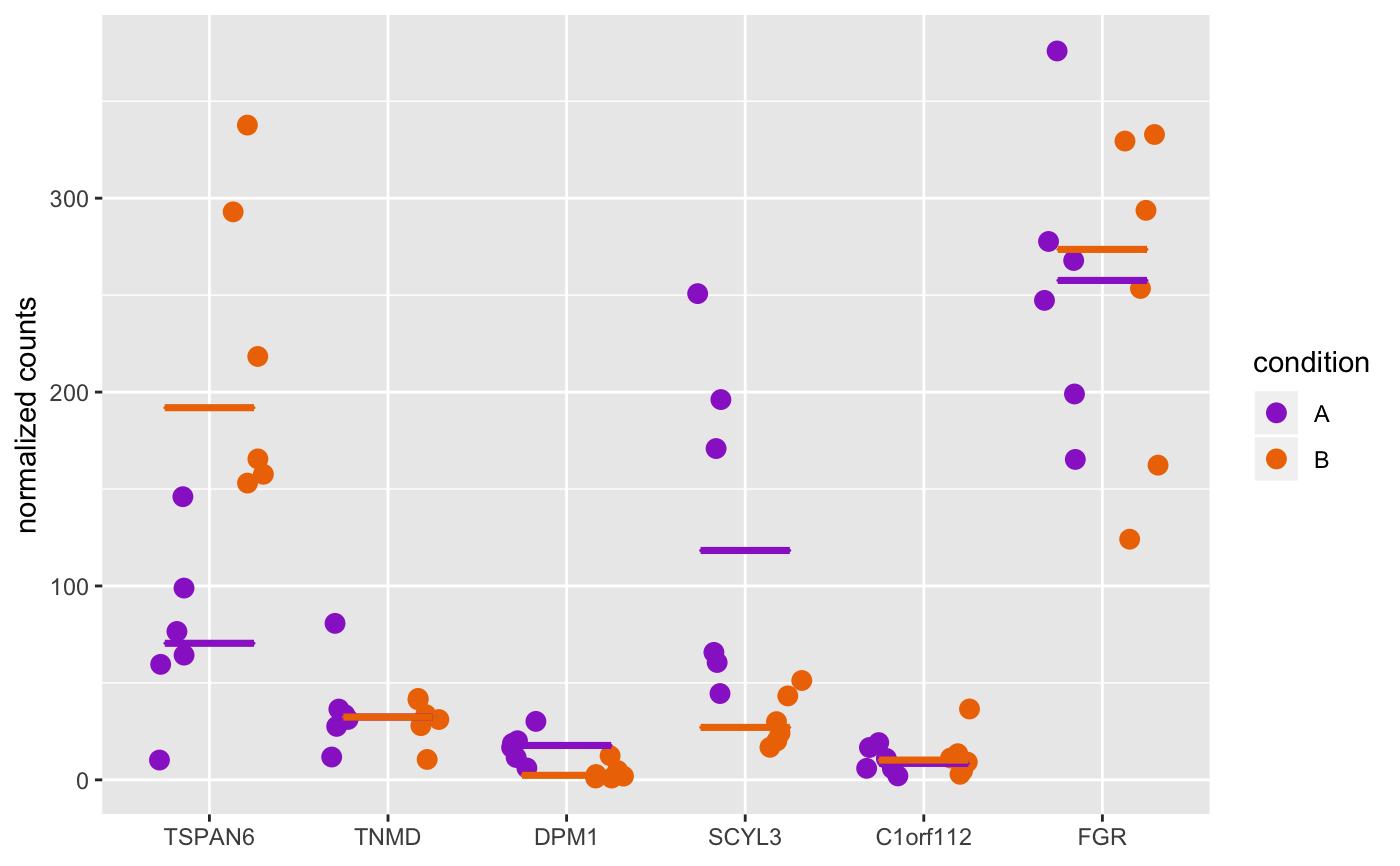 normalized counts
300
200
100
0
TSPAN6 TNMD DPM1 SCYL3 C1orf112 FGR
condition
A
B